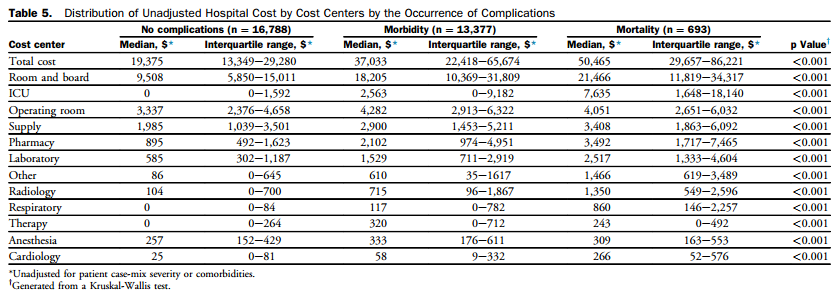 Table 5. Distribution of Unadjusted Hospital Cost by Cost Centers by the Occurrence of Complications
No complications (n = 16,788) Morbidity (n = 13,377) Mortality (n = 693)
Cost center Median, $* Interquartile range, $* Median, $* Interquartile range, $* Median, $* Interquartile range, $* p Value†
Total cost 19,375 13,349–29,280 37,033 22,418–65,674 50,465 29,657–86,221 <0.001
Room and board 9,508 5,850–15,011 18,205 10,369–31,809 21,466 11,819–34,317 <0.001
ICU 0 0–1,592 2,563 0–9,182 7,635 1,648–18,140 <0.001
Operating room 3,337 2,376–4,658 4,282 2,913–6,322 4,051 2,651–6,032 <0.001
Supply 1,985 1,039–3,501 2,900 1,453–5,211 3,408 1,863–6,092 <0.001
Pharmacy 895 492–1,623 2,102 974–4,951 3,492 1,717–7,465 <0.001
Laboratory 585 302–1,187 1,529 711–2,919 2,517 1,333–4,604 <0.001
Other 86 0–645 610 35–1617 1,466 619–3,489 <0.001
Radiology 104 0–700 715 96–1,867 1,350 549–2,596 <0.001
Respiratory 0 0–84 117 0–782 860 146–2,257 <0.001
Therapy 0 0–264 320 0–712 243 0–492 <0.001
Anesthesia 257 152–429 333 176–611 309 163–553 <0.001
Cardiology 25 0–81 58 9–332 266 52–576 <0.001
*Unadjusted for patient case-mix severity or comorbidities.
†Generated from a Kruskal-Wallis test.